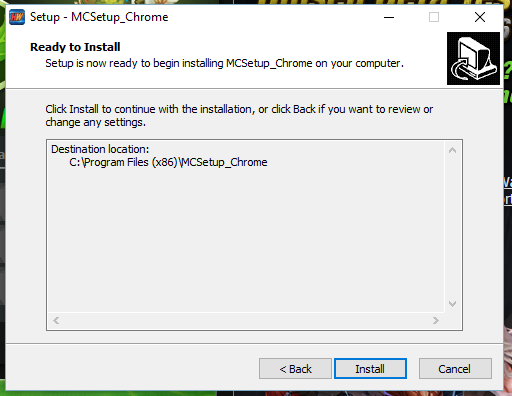 Setup - MCSetup_Chrome
Ready to Install
Setup is now ready to begin installing MCSetup_Chrome on your computer.
Click Install to continue with the installation, or click Back if you want to review or
change any settings.
Destination location:
C:\Program Files (x86)\MCSetup_Chrome
< Back
Install
Cancel